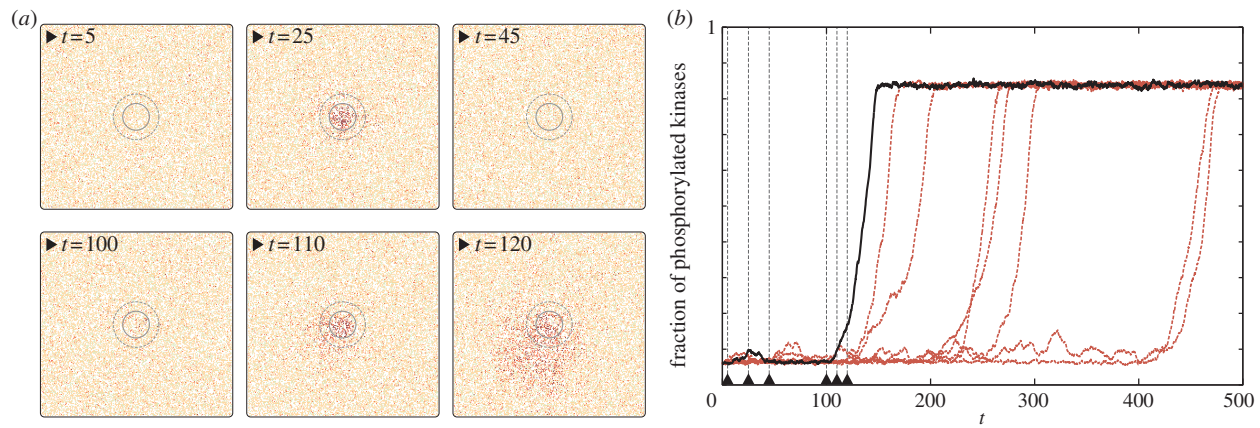 (a)
▶ t=5
▶ t=25
▶ t=45
▶ t=100
▶ t=110
▶ t=120
(b)
fraction of phosphorylated kinases
1
0 100 200 300 400 500
t